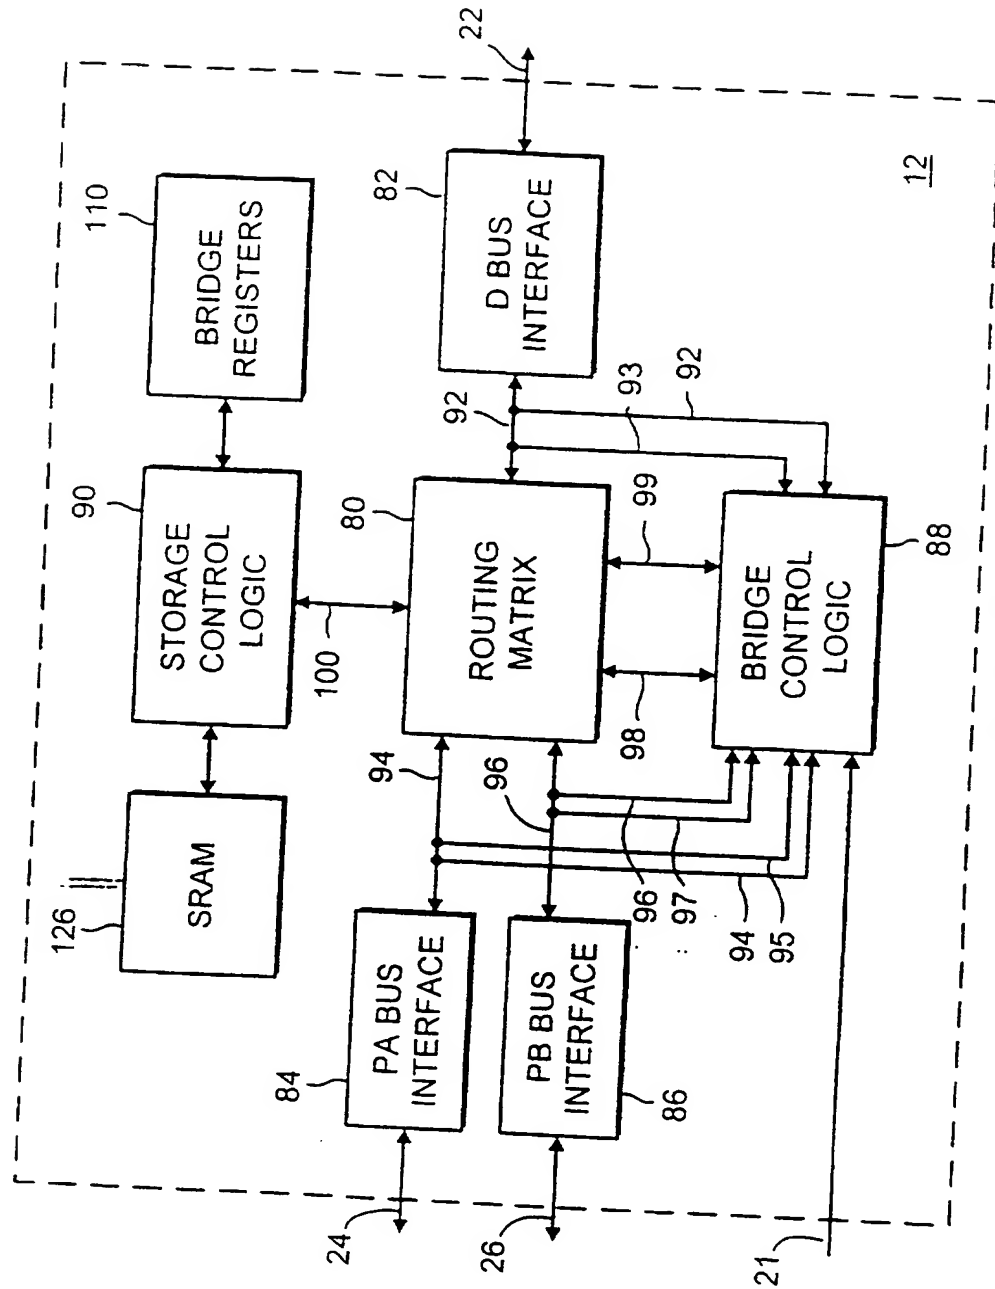 126
SRAM
90
STORAGE
CONTROL
LOGIC
110
BRIDGE
REGISTERS
100
24
84
PA BUS
INTERFACE
94
80
ROUTING
MATRIX
92
82
D BUS
INTERFACE
22
26
86
PB BUS
INTERFACE
96
98
99
93
92
96
97
94
95
21
BRIDGE
CONTROL
LOGIC
88
12